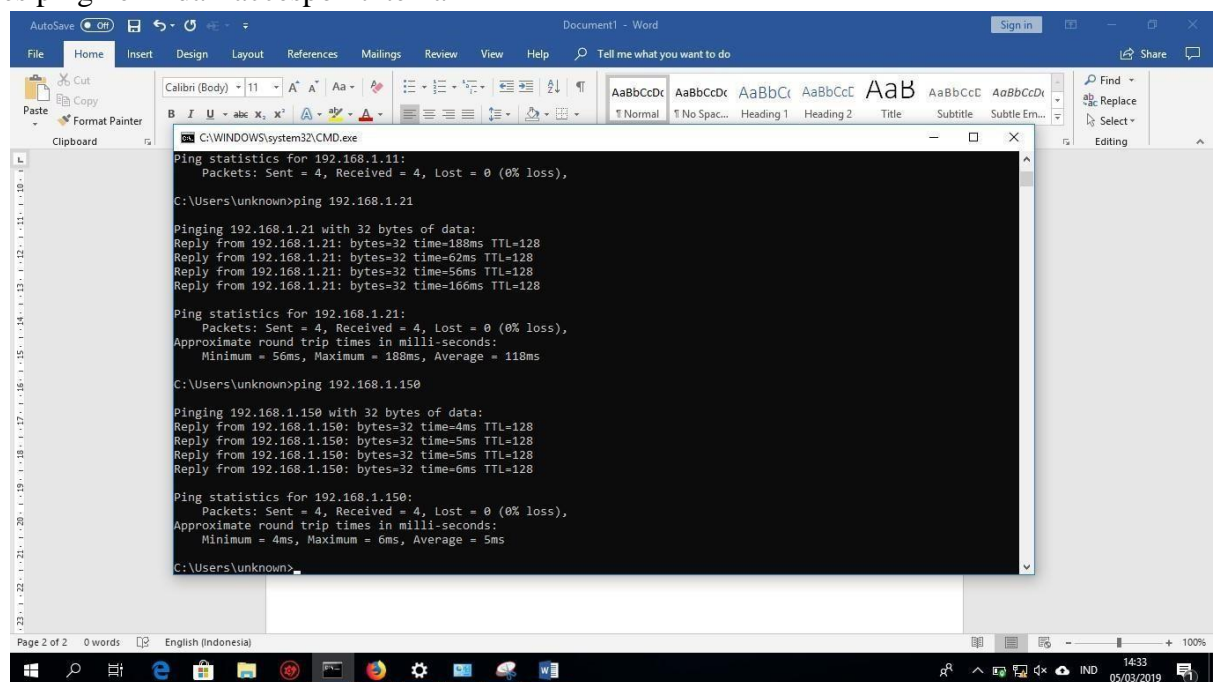 AutoSave Off
Document1 - Word
Sign in
File Home Insert Design Layout References Mailings Review View Help Tell me what you want to do Share
Cut
Copy
Paste
Format Painter
Clipboard
Calibri (Body) 11
AaBbCcDc AaBbCcDc AaBbC( AaBbCcE AaB AaBbCcC AaBbCcDc
¶ Normal ¶ No Spac... Heading 1 Heading 2 Title Subtitle Subtle Em...
Find
Replace
Select
Editing
C:\WINDOWS\system32\CMD.exe
Ping statistics for 192.168.1.11:
Packets: Sent = 4, Received = 4, Lost = 0 (0% loss),
C:\Users\unknown>ping 192.168.1.21
Pinging 192.168.1.21 with 32 bytes of data:
Reply from 192.168.1.21: bytes=32 time=188ms TTL=128
Reply from 192.168.1.21: bytes=32 time=62ms TTL=128
Reply from 192.168.1.21: bytes=32 time=56ms TTL=128
Reply from 192.168.1.21: bytes=32 time=166ms TTL=128
Ping statistics for 192.168.1.21:
Packets: Sent = 4, Received = 4, Lost = 0 (0% loss),
Approximate round trip times in milli-seconds:
Minimum = 56ms, Maximum = 188ms, Average = 118ms
C:\Users\unknown>ping 192.168.1.150
Pinging 192.168.1.150 with 32 bytes of data:
Reply from 192.168.1.150: bytes=32 time=4ms TTL=128
Reply from 192.168.1.150: bytes=32 time=5ms TTL=128
Reply from 192.168.1.150: bytes=32 time=5ms TTL=128
Reply from 192.168.1.150: bytes=32 time=6ms TTL=128
Ping statistics for 192.168.1.150:
Packets: Sent = 4, Received = 4, Lost = 0 (0% loss),
Approximate round trip times in milli-seconds:
Minimum = 4ms, Maximum = 6ms, Average = 5ms
C:\Users\unknown>_
Page 2 of 2 0 words English (Indonesia) 100%
IND
14:33
05/03/2019